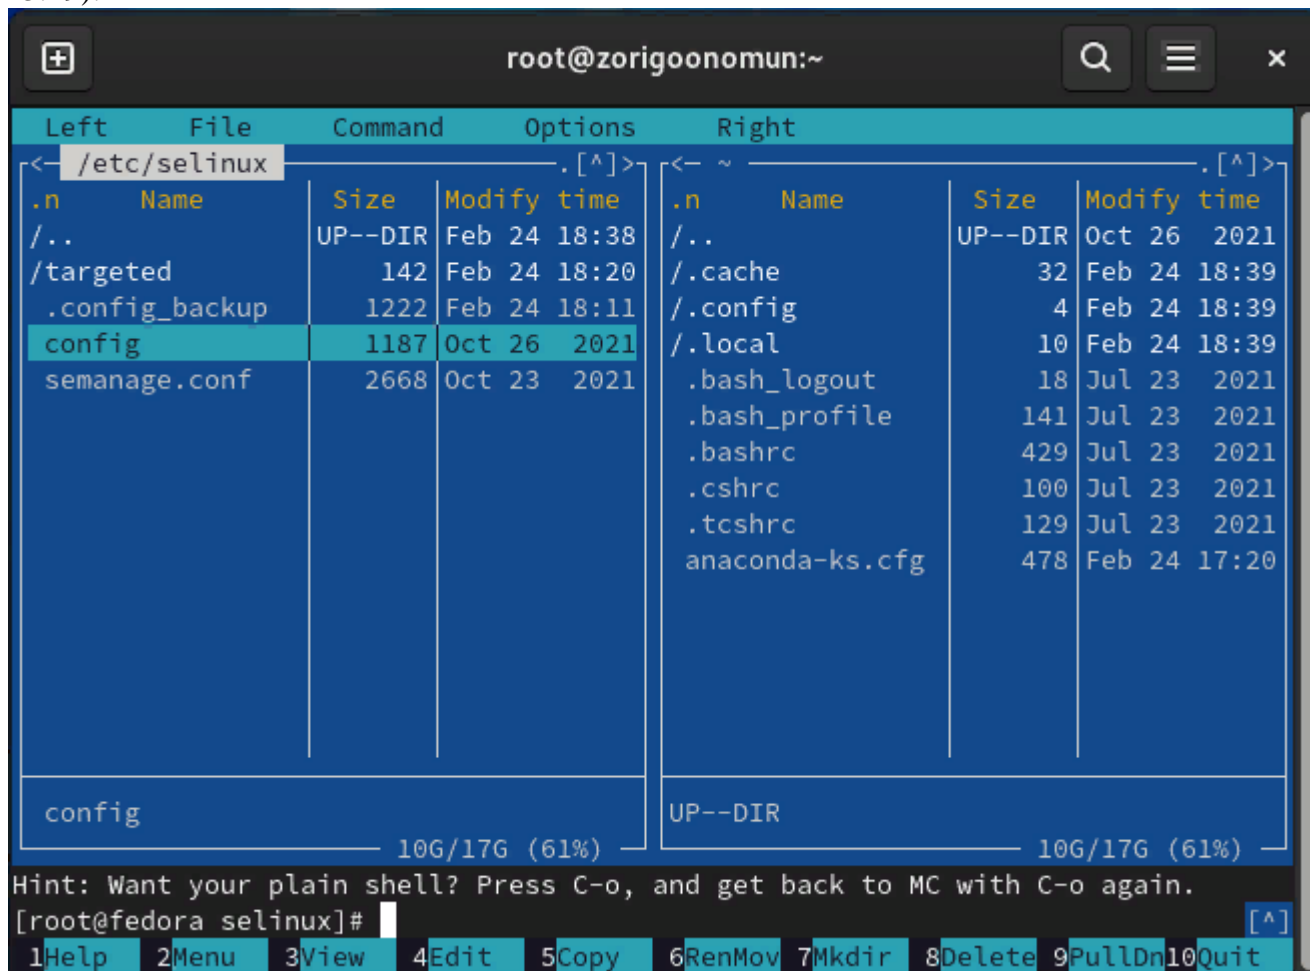 root@zorigoonomun:~
Left File Command Options Right
<─ /etc/selinux ─.[^]>
<─ ~ ─.[^]>
.n Name Size Modify time
/.. UP--DIR Feb 24 18:38
/targeted 142 Feb 24 18:20
.config_backup 1222 Feb 24 18:11
config 1187 Oct 26 2021
semanage.conf 2668 Oct 23 2021
config
10G/17G (61%)
.n Name Size Modify time
/.. UP--DIR Oct 26 2021
/.cache 32 Feb 24 18:39
/.config 4 Feb 24 18:39
/.local 10 Feb 24 18:39
.bash_logout 18 Jul 23 2021
.bash_profile 141 Jul 23 2021
.bashrc 429 Jul 23 2021
.cshrc 100 Jul 23 2021
.tcshrc 129 Jul 23 2021
anaconda-ks.cfg 478 Feb 24 17:20
UP--DIR
10G/17G (61%)
Hint: Want your plain shell? Press C-o, and get back to MC with C-o again.
[root@fedora selinux]# [^]
1Help 2Menu 3View 4Edit 5Copy 6RenMov 7Mkdir 8Delete 9PullDn 10Quit